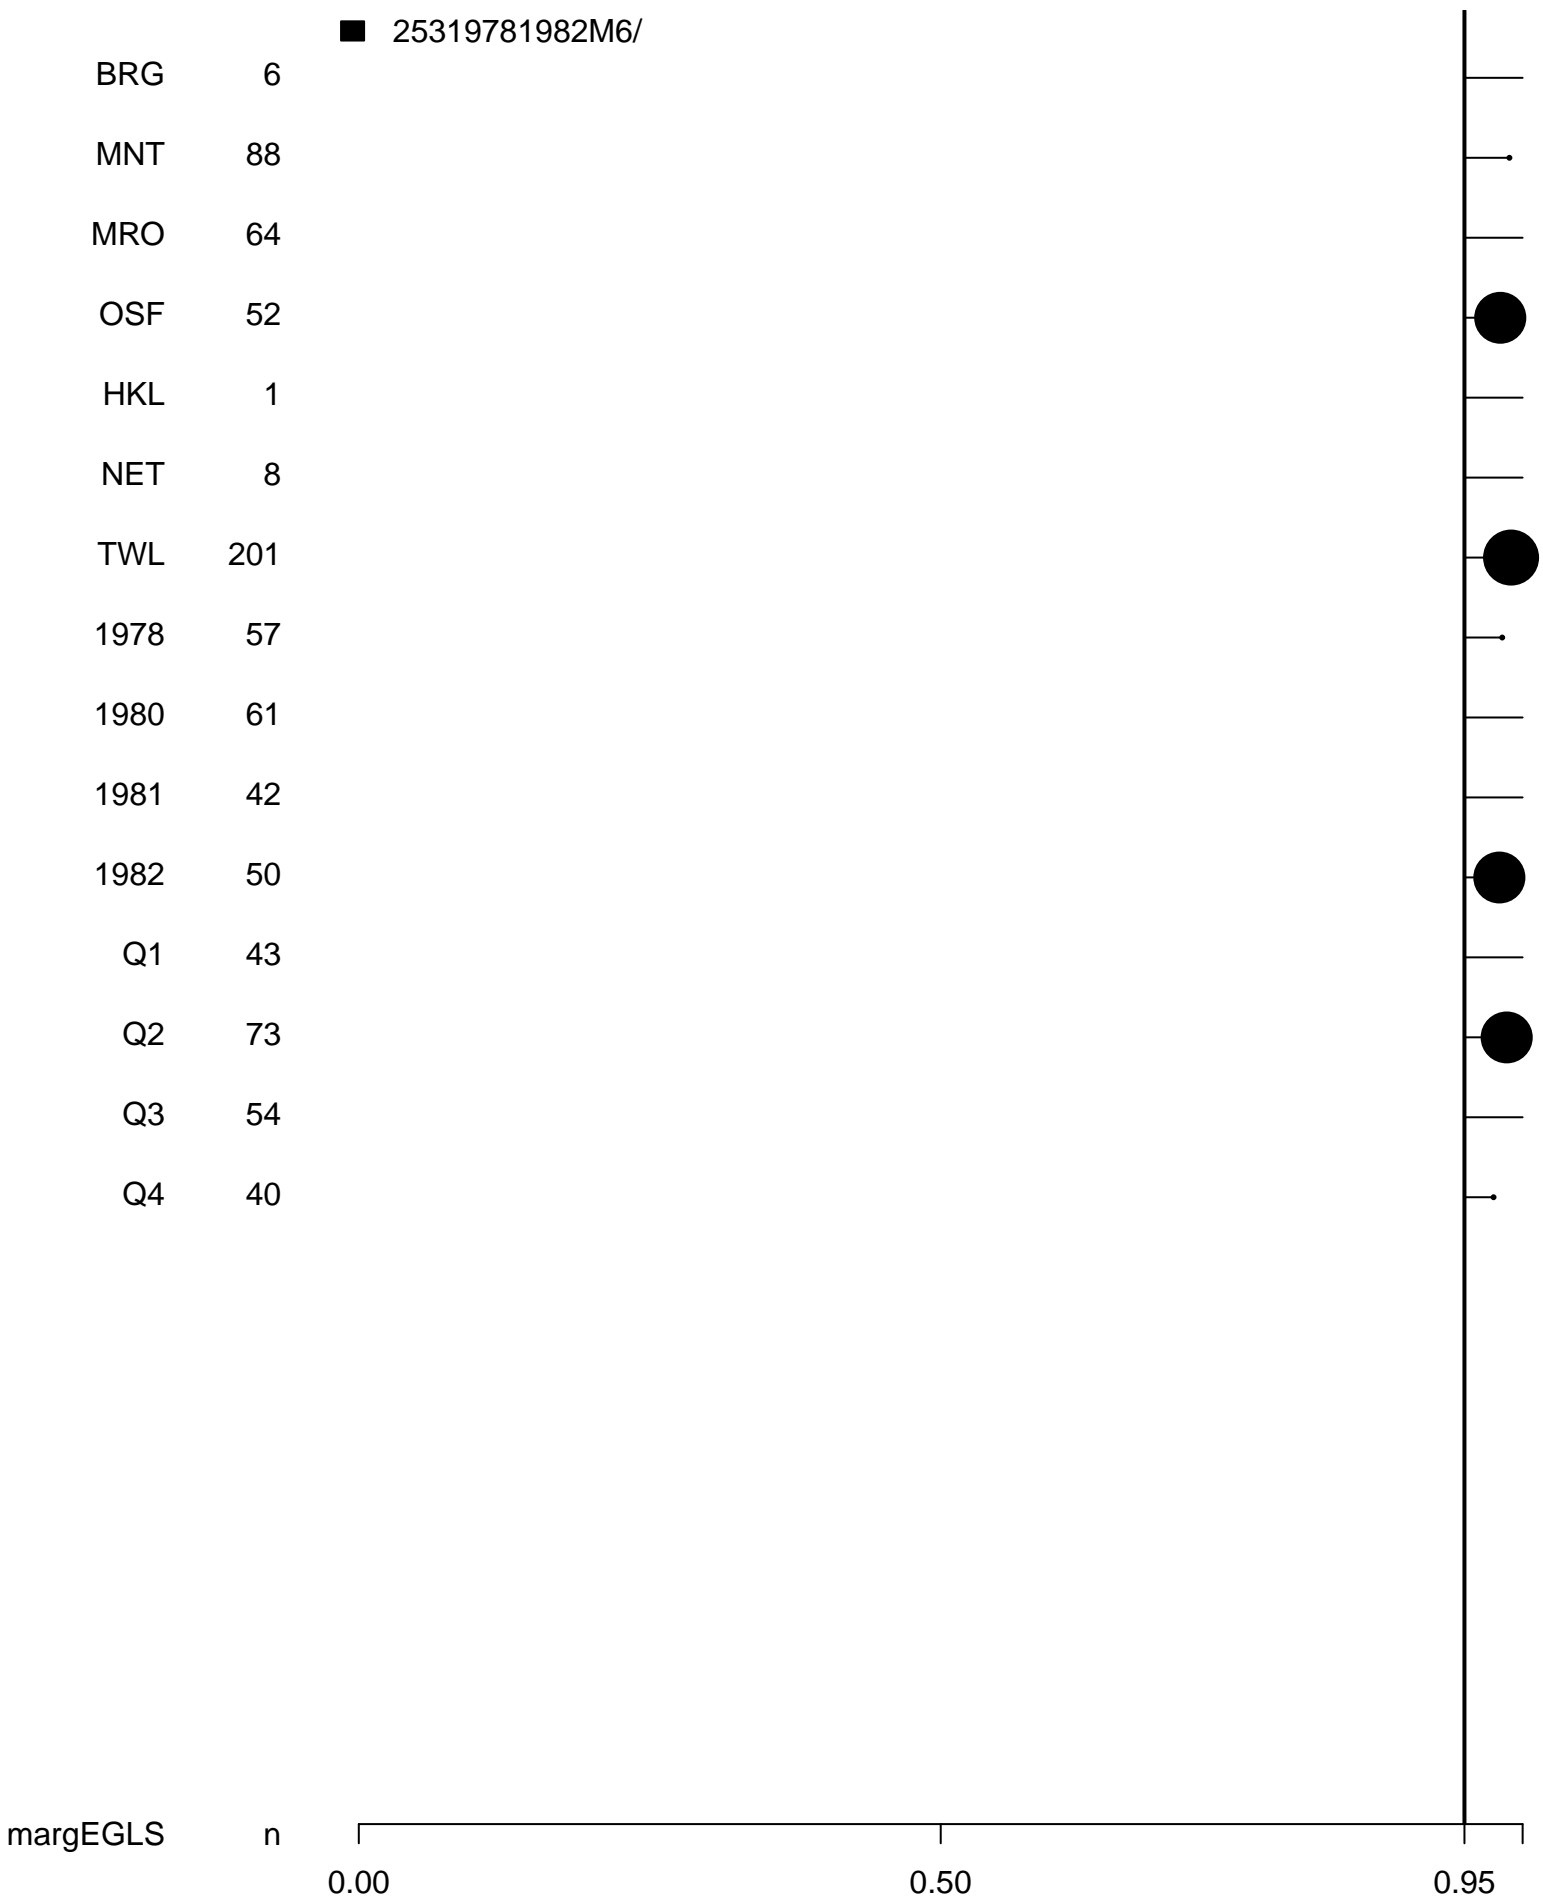 25319781982M6/
BRG 6
MNT 88
MRO 64
OSF 52
HKL 1
NET 8
TWL 201
1978 57
1980 61
1981 42
1982 50
Q1 43
Q2 73
Q3 54
Q4 40
margEGLS n
0.00 0.50 0.95